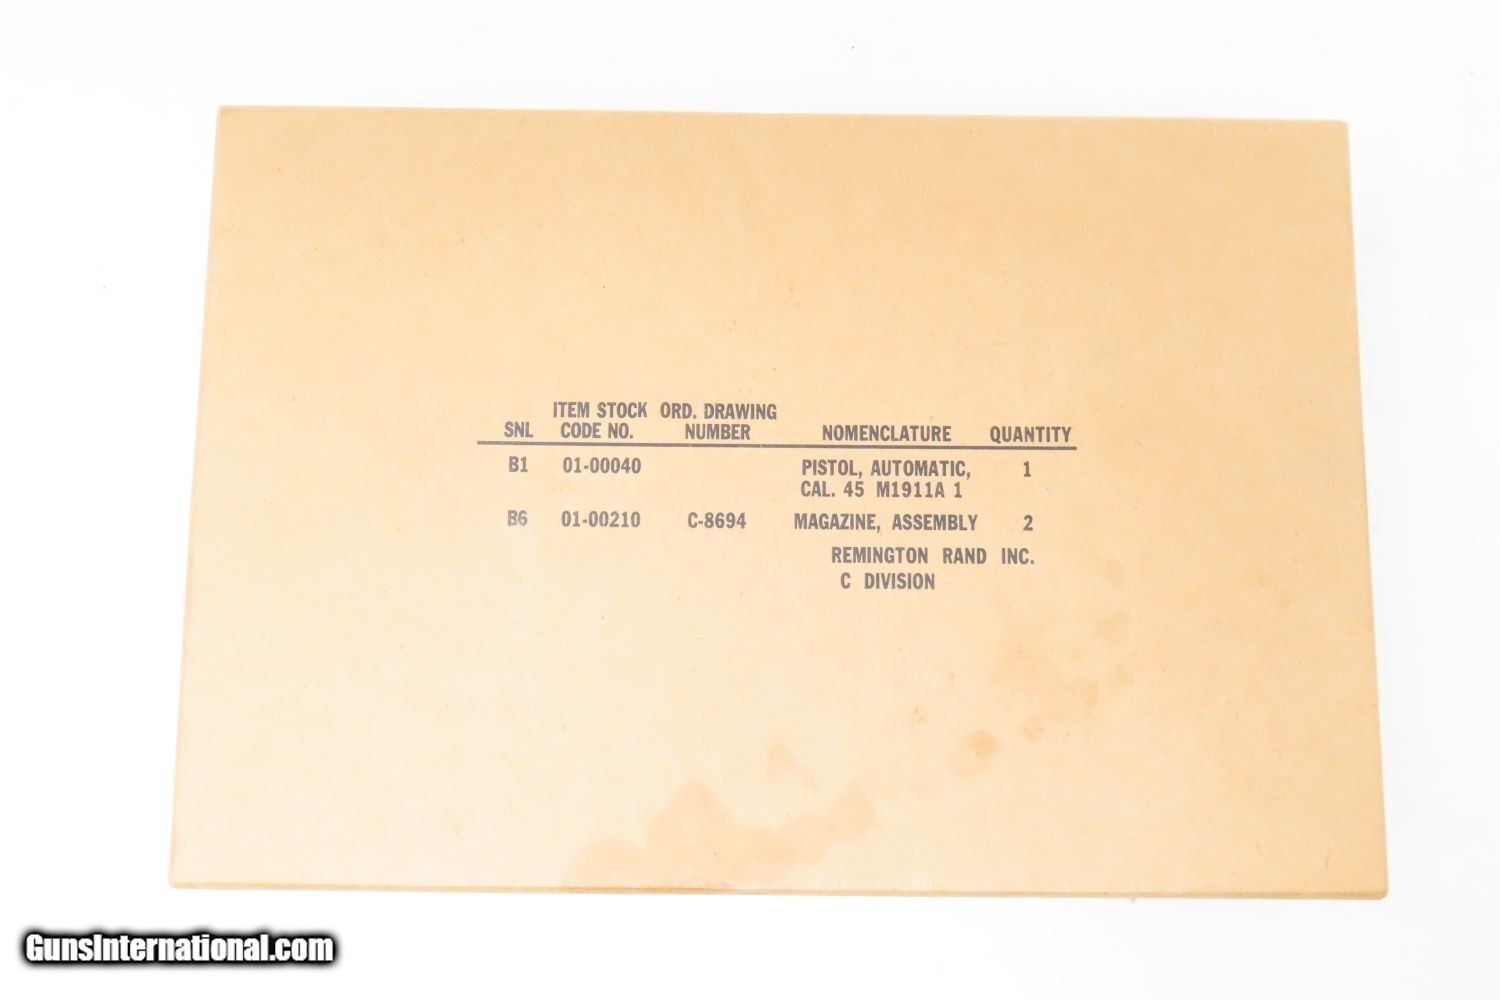 ITEM STOCK ORD. DRAWING
SNL CODE NO. NUMBER NOMENCLATURE QUANTITY
B1 01-00040 PISTOL, AUTOMATIC, 1
CAL. 45 M1911A 1
B6 01-00210 C-8694 MAGAZINE, ASSEMBLY 2
REMINGTON RAND INC.
C DIVISION
GunsInternational.com